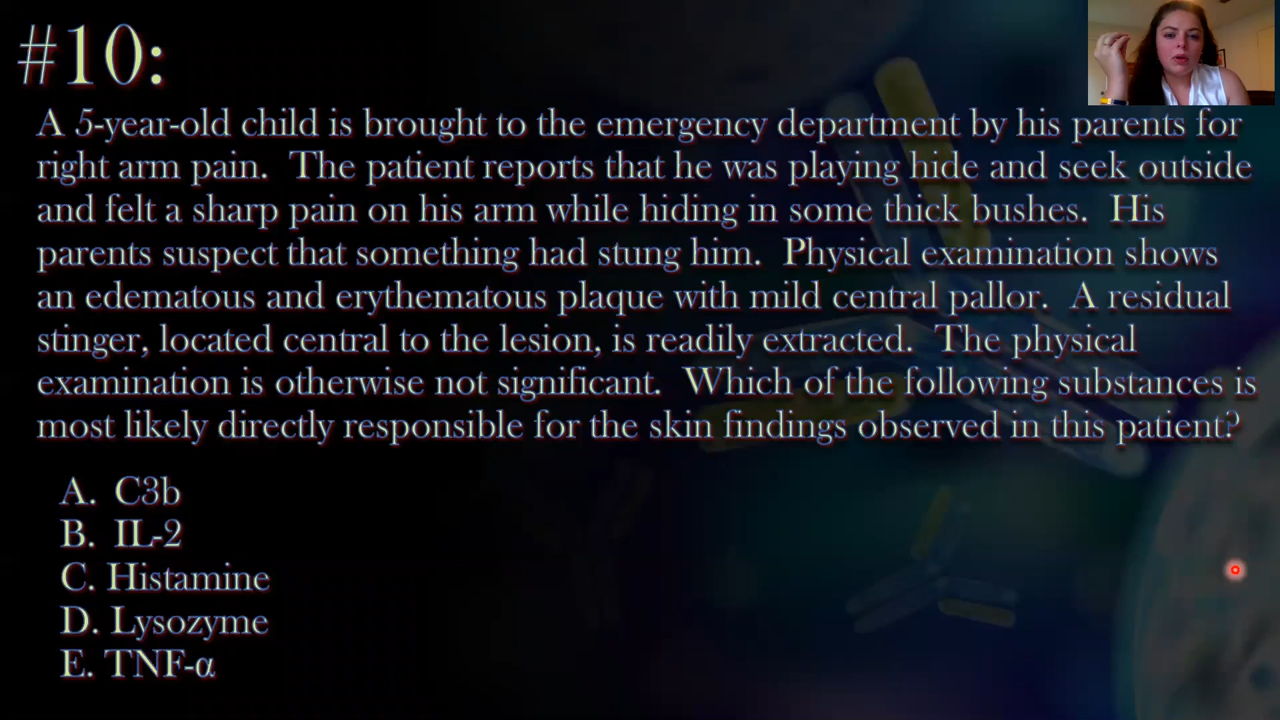 #10:
A 5-year-old child is brought to the emergency department by his parents for
right arm pain.  The patient reports that he was playing hide and seek outside
and felt a sharp pain on his arm while hiding in some thick bushes.  His
parents suspect that something had stung him.  Physical examination shows
an edematous and erythematous plaque with mild central pallor.  A residual
stinger, located central to the lesion, is readily extracted.  The physical
examination is otherwise not significant.  Which of the following substances is
most likely directly responsible for the skin findings observed in this patient?
A. C3b
B. IL-2
C. Histamine
D. Lysozyme
E. TNF-α